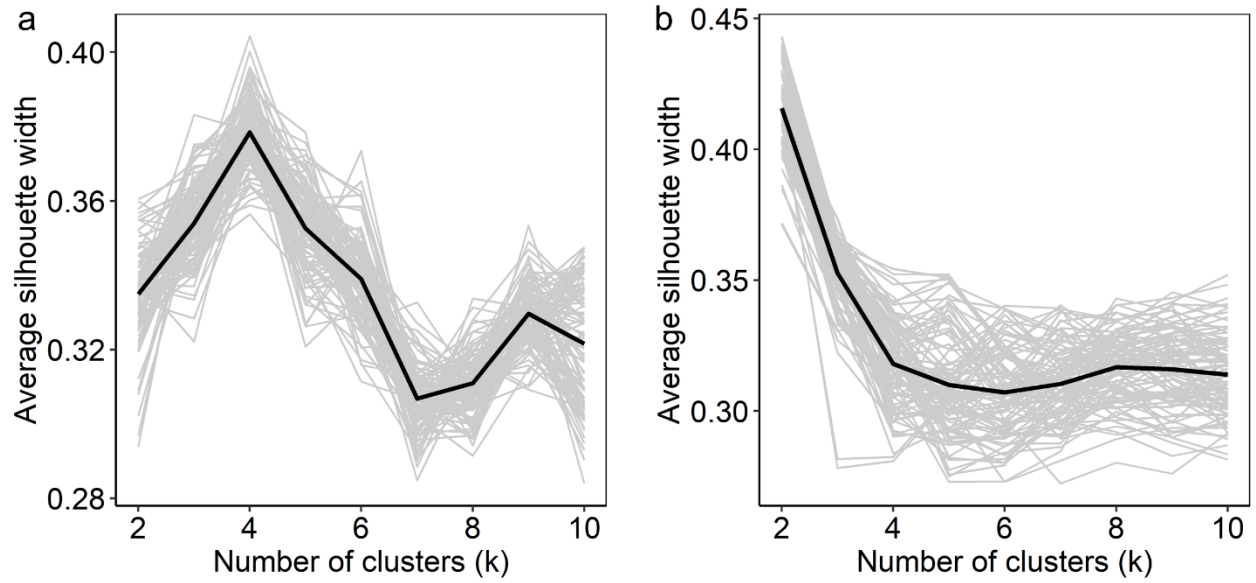 a
0.40
0.36
0.32
0.28
Average silhouette width
2 4 6 8 10
Number of clusters (k)
b
0.45
0.40
0.35
0.30
Average silhouette width
2 4 6 8 10
Number of clusters (k)